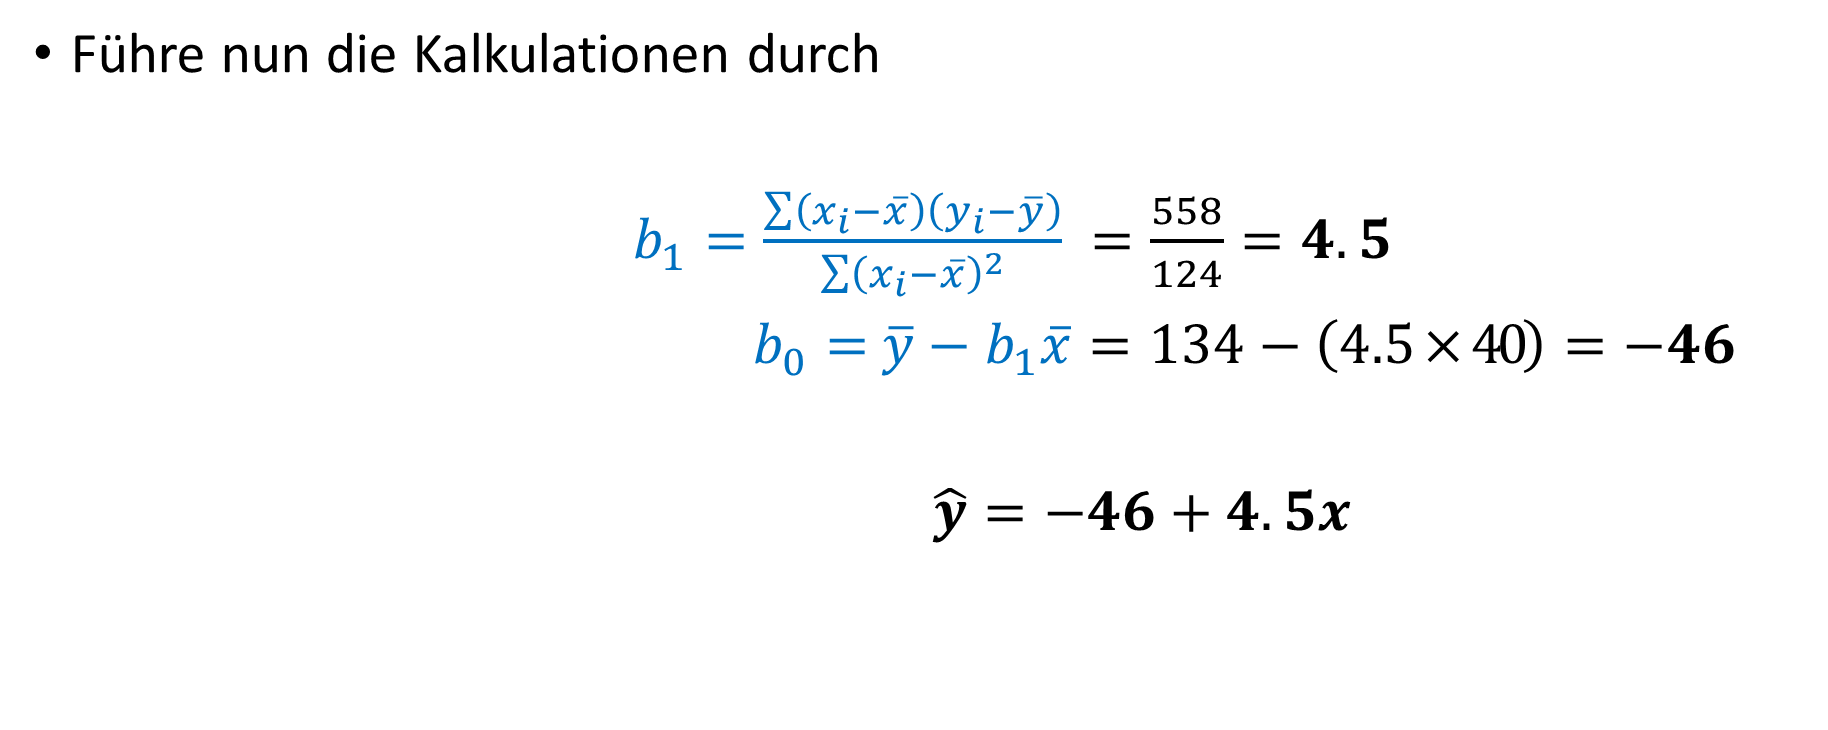 • Führe nun die Kalkulationen durch
b₁ = ∑(xᵢ−x̄)(yᵢ−ȳ) / ∑(xᵢ−x̄)² = 558/124 = 4.5
b₀ = ȳ − b₁x̄ = 134 − (4.5 × 40) = −46
ŷ = −46 + 4.5x